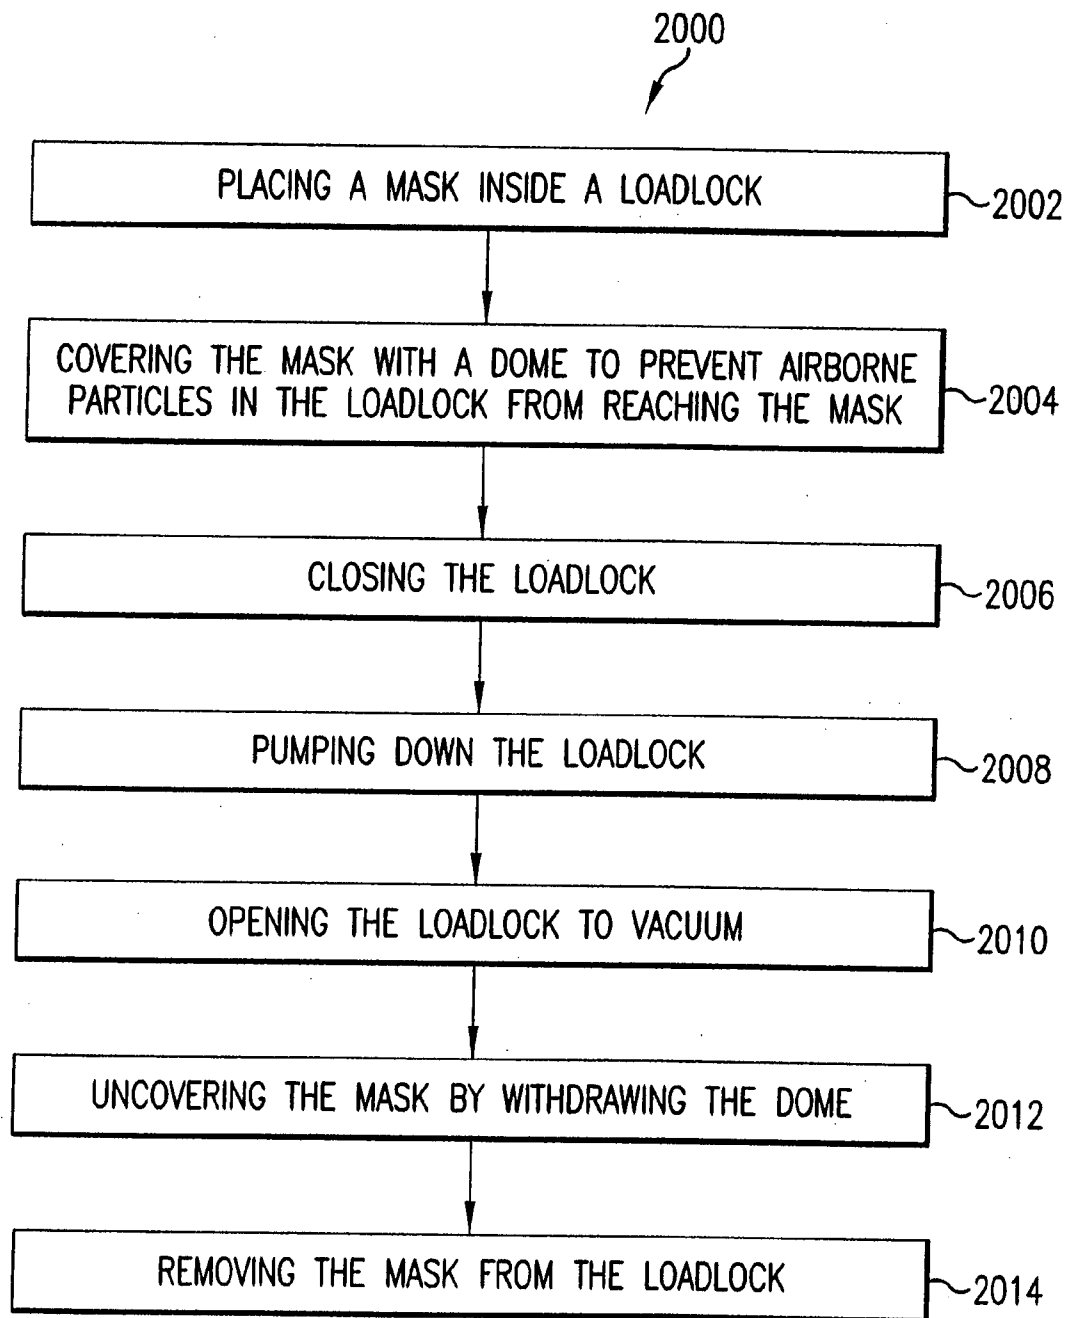 2000
PLACING A MASK INSIDE A LOADLOCK
2002
COVERING THE MASK WITH A DOME TO PREVENT AIRBORNE
PARTICLES IN THE LOADLOCK FROM REACHING THE MASK
2004
CLOSING THE LOADLOCK
2006
PUMPING DOWN THE LOADLOCK
2008
OPENING THE LOADLOCK TO VACUUM
2010
UNCOVERING THE MASK BY WITHDRAWING THE DOME
2012
REMOVING THE MASK FROM THE LOADLOCK
2014